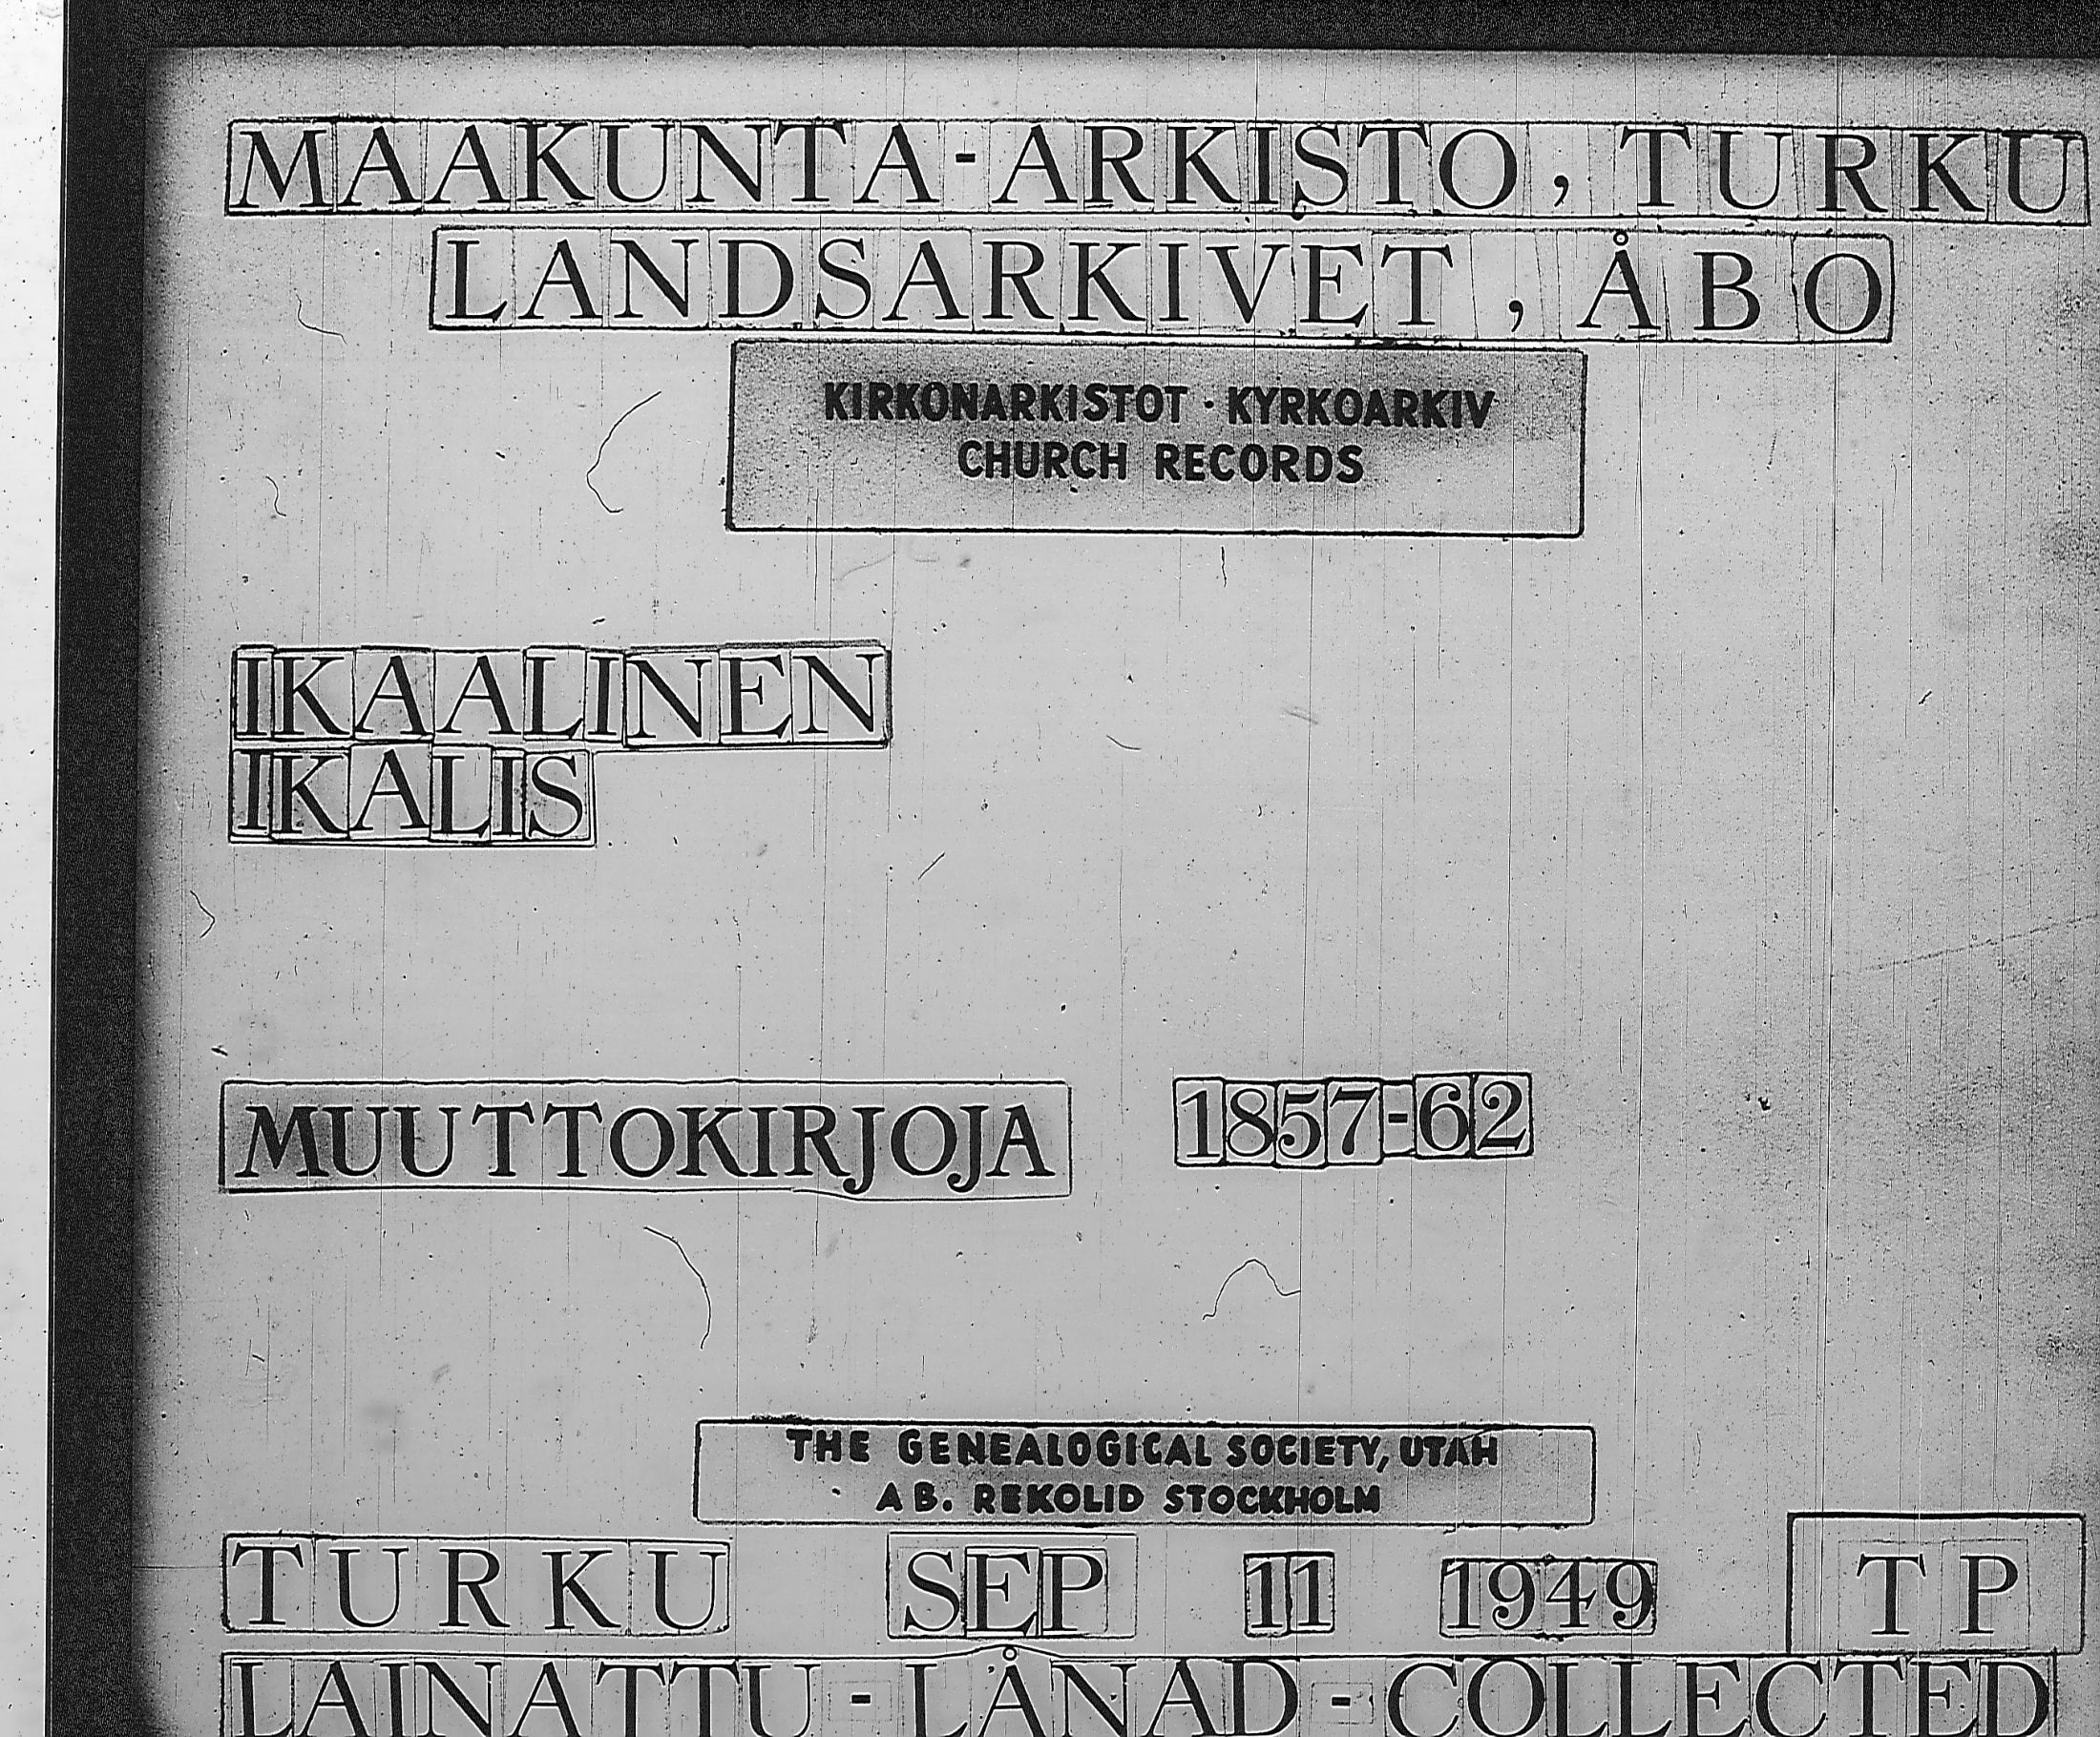 MAAKUNTA-ARKISTO, TURKU
LANDSARKIVET, ÅBO
KIRKONARKISTOT · KYRKOARKIV
CHURCH RECORDS
IKAALINEN
IKALIS
MUUTTOKIRJOJA 1857-62
THE GENEALOGICAL SOCIETY, UTAH
AB. REKOLID STOCKHOLM
TURKU SEP 11 1949 TP
LAINATTU - LÅNAD - COLLECTED